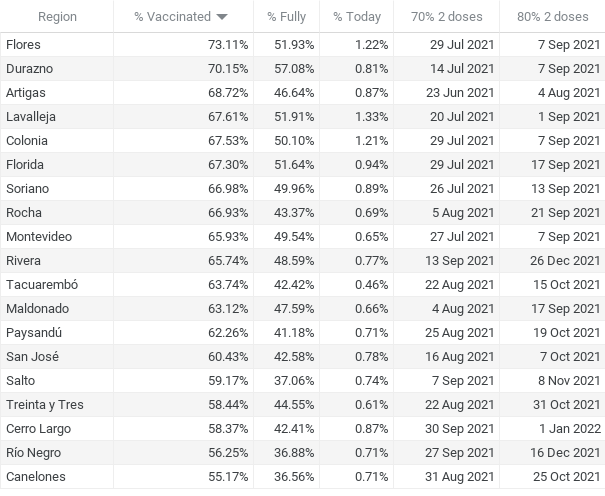 Region % Vaccinated % Fully % Today 70% 2 doses 80% 2 doses
Flores 73.11% 51.93% 1.22% 29 Jul 2021 7 Sep 2021
Durazno 70.15% 57.08% 0.81% 14 Jul 2021 7 Sep 2021
Artigas 68.72% 46.64% 0.87% 23 Jun 2021 4 Aug 2021
Lavalleja 67.61% 51.91% 1.33% 20 Jul 2021 1 Sep 2021
Colonia 67.53% 50.10% 1.21% 29 Jul 2021 7 Sep 2021
Florida 67.30% 51.64% 0.94% 29 Jul 2021 17 Sep 2021
Soriano 66.98% 49.96% 0.89% 26 Jul 2021 13 Sep 2021
Rocha 66.93% 43.37% 0.69% 5 Aug 2021 21 Sep 2021
Montevideo 65.93% 49.54% 0.65% 27 Jul 2021 7 Sep 2021
Rivera 65.74% 48.59% 0.77% 13 Sep 2021 26 Dec 2021
Tacuarembó 63.74% 42.42% 0.46% 22 Aug 2021 15 Oct 2021
Maldonado 63.12% 47.59% 0.66% 4 Aug 2021 17 Sep 2021
Paysandú 62.26% 41.18% 0.71% 25 Aug 2021 19 Oct 2021
San José 60.43% 42.58% 0.78% 16 Aug 2021 7 Oct 2021
Salto 59.17% 37.06% 0.74% 7 Sep 2021 8 Nov 2021
Treinta y Tres 58.44% 44.55% 0.61% 22 Aug 2021 31 Oct 2021
Cerro Largo 58.37% 42.41% 0.87% 30 Sep 2021 1 Jan 2022
Río Negro 56.25% 36.88% 0.71% 27 Sep 2021 16 Dec 2021
Canelones 55.17% 36.56% 0.71% 31 Aug 2021 25 Oct 2021